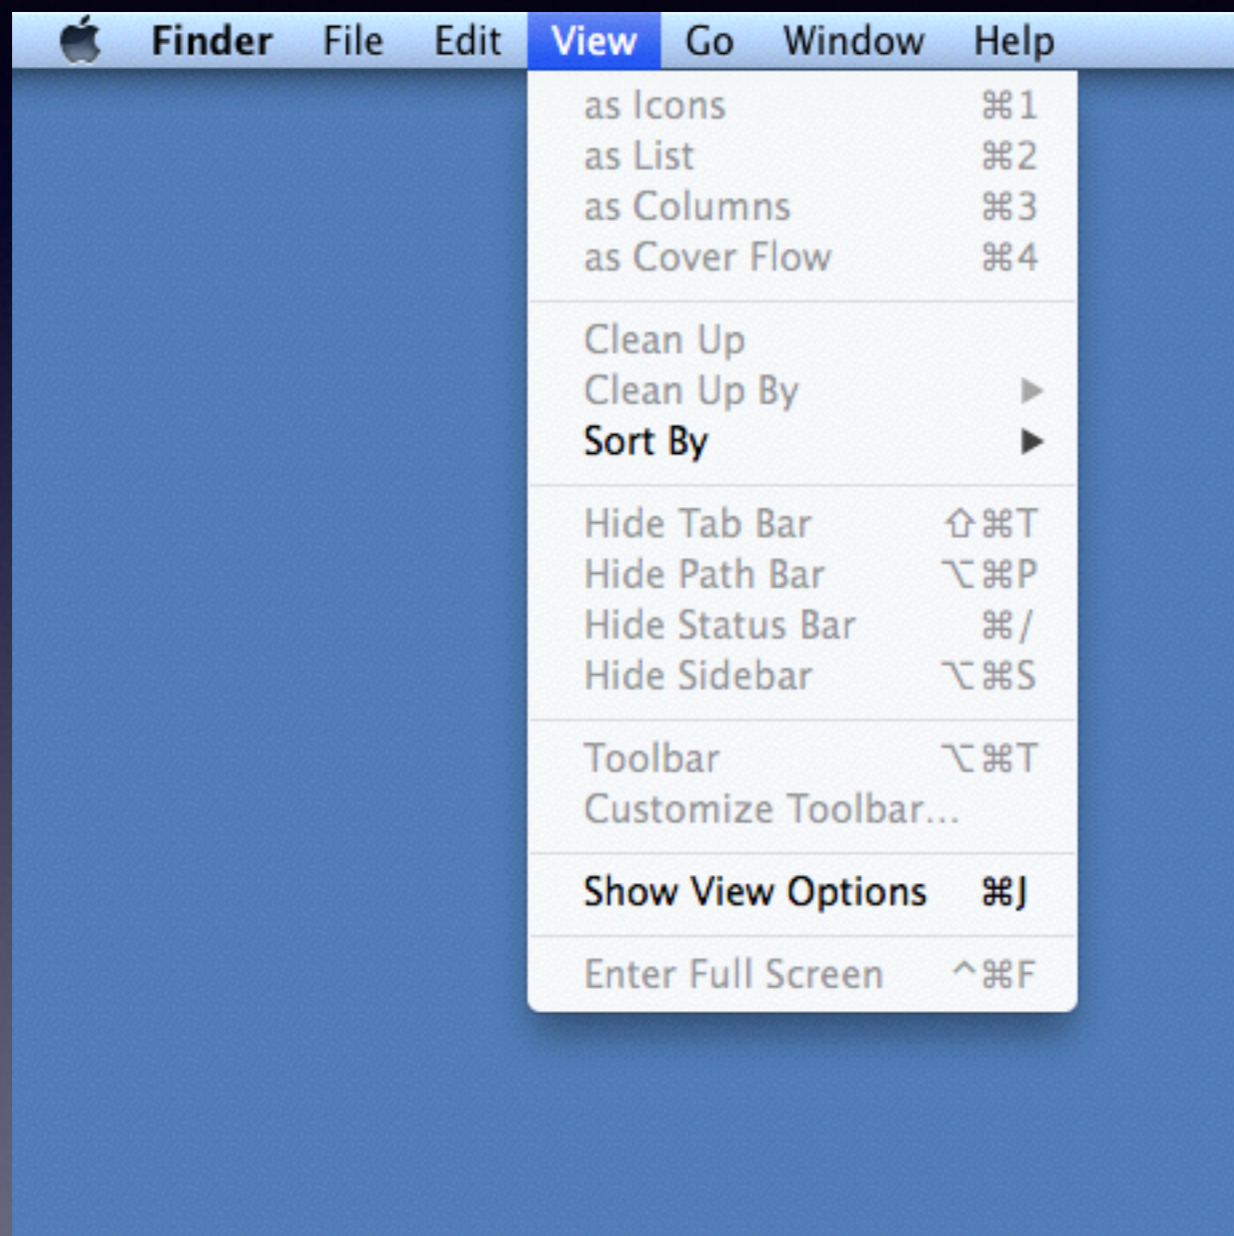 Finder File Edit View Go Window Help
as Icons ⌘1
as List ⌘2
as Columns ⌘3
as Cover Flow ⌘4
Clean Up
Clean Up By
Sort By
Hide Tab Bar ⇧⌘T
Hide Path Bar ⌥⌘P
Hide Status Bar ⌘/
Hide Sidebar ⌥⌘S
Toolbar ⌥⌘T
Customize Toolbar...
Show View Options ⌘J
Enter Full Screen ^⌘F